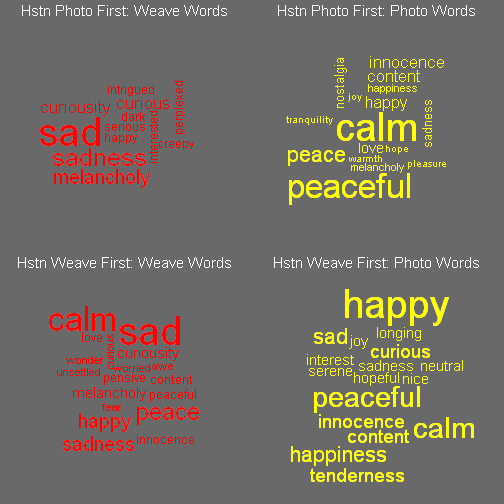 Hstn Photo First: Weave Words
intrigued
curiousity curious
perplexed
dark
sad serious
interested
happy
creepy
sadness
melancholy
Hstn Photo First: Photo Words
innocence
nostalgia
content
happiness
joy happy
sadness
tranquility
calm
love hope
peace
warmth
melancholy pleasure
peaceful
Hstn Weave First: Weave Words
calm
sad
love
curious
curiousity
wonder
worried awe
unsettled
pensive content
melancholy peaceful
fear
happy peace
sadness innocence
Hstn Weave First: Photo Words
happy
sad joy longing
curious
interest
sadness neutral
serene
hopeful nice
peaceful
innocence
content calm
happiness
tenderness